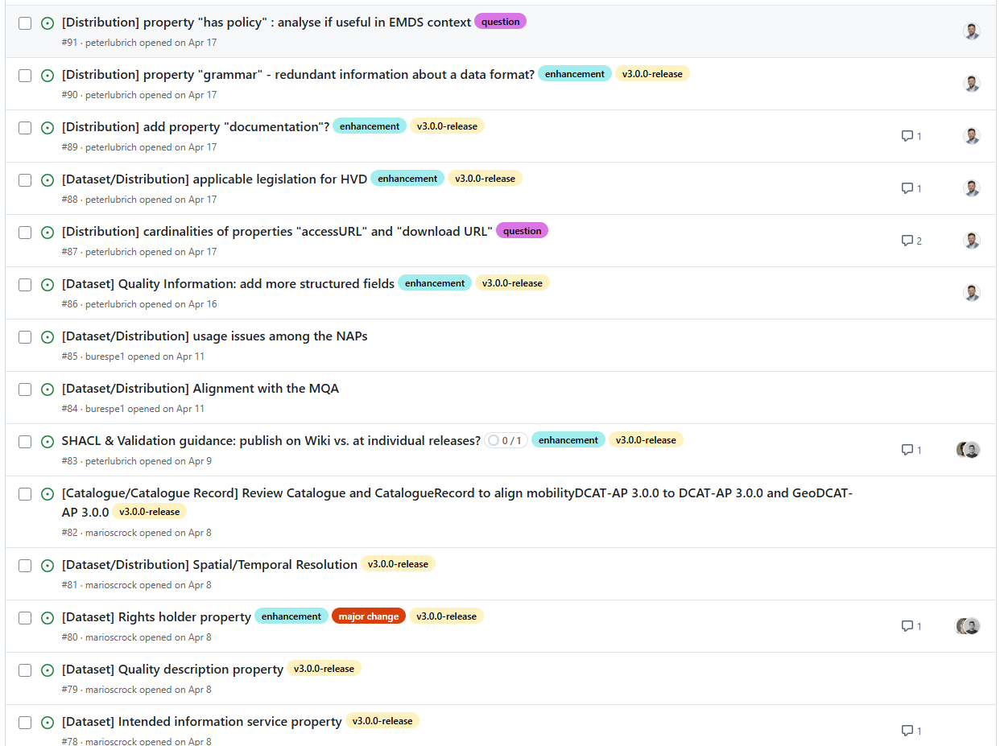 [Distribution] property "has policy" : analyse if useful in EMDS context question
#91 · peterlubrich opened on Apr 17
[Distribution] property "grammar" - redundant information about a data format? enhancement v3.0.0-release
#90 · peterlubrich opened on Apr 17
[Distribution] add property "documentation"? enhancement v3.0.0-release
#89 · peterlubrich opened on Apr 17
1
[Dataset/Distribution] applicable legislation for HVD enhancement v3.0.0-release
#88 · peterlubrich opened on Apr 17
1
[Distribution] cardinalities of properties "accessURL" and "download URL" question
#87 · peterlubrich opened on Apr 17
2
[Dataset] Quality Information: add more structured fields enhancement v3.0.0-release
#86 · peterlubrich opened on Apr 16
[Dataset/Distribution] usage issues among the NAPs
#85 · burespe1 opened on Apr 11
[Dataset/Distribution] Alignment with the MQA
#84 · burespe1 opened on Apr 11
SHACL & Validation guidance: publish on Wiki vs. at individual releases? 0 / 1 enhancement v3.0.0-release
#83 · peterlubrich opened on Apr 9
1
[Catalogue/Catalogue Record] Review Catalogue and CatalogueRecord to align mobilityDCAT-AP 3.0.0 to DCAT-AP 3.0.0 and GeoDCAT-
AP 3.0.0 v3.0.0-release
#82 · marioscrock opened on Apr 8
[Dataset/Distribution] Spatial/Temporal Resolution v3.0.0-release
#81 · marioscrock opened on Apr 8
[Dataset] Rights holder property enhancement major change v3.0.0-release
#80 · marioscrock opened on Apr 8
1
[Dataset] Quality description property v3.0.0-release
#79 · marioscrock opened on Apr 8
[Dataset] Intended information service property v3.0.0-release
#78 · marioscrock opened on Apr 8
1